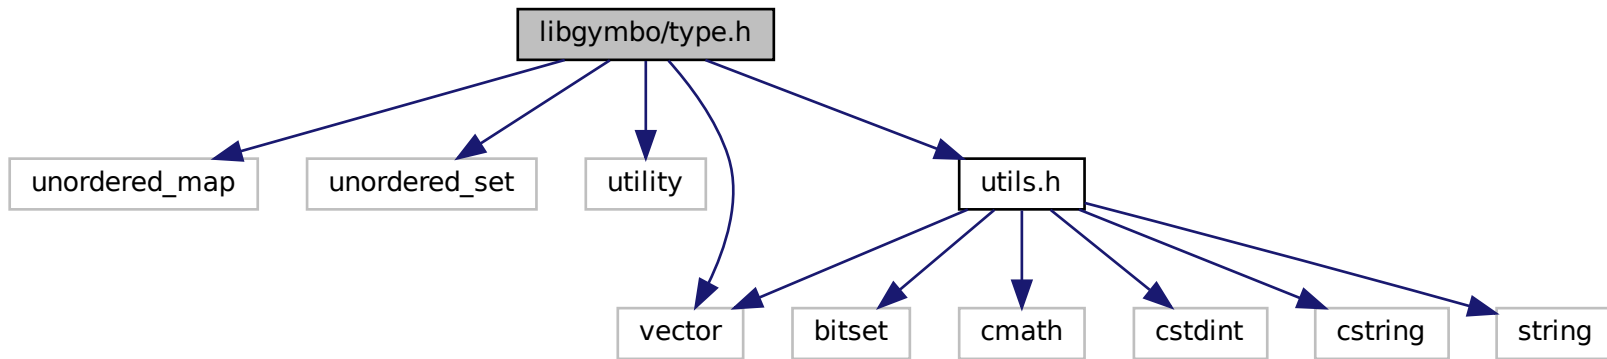 libgymbo/type.h
unordered_map
unordered_set
utility
utils.h
vector
bitset
cmath
cstdint
cstring
string